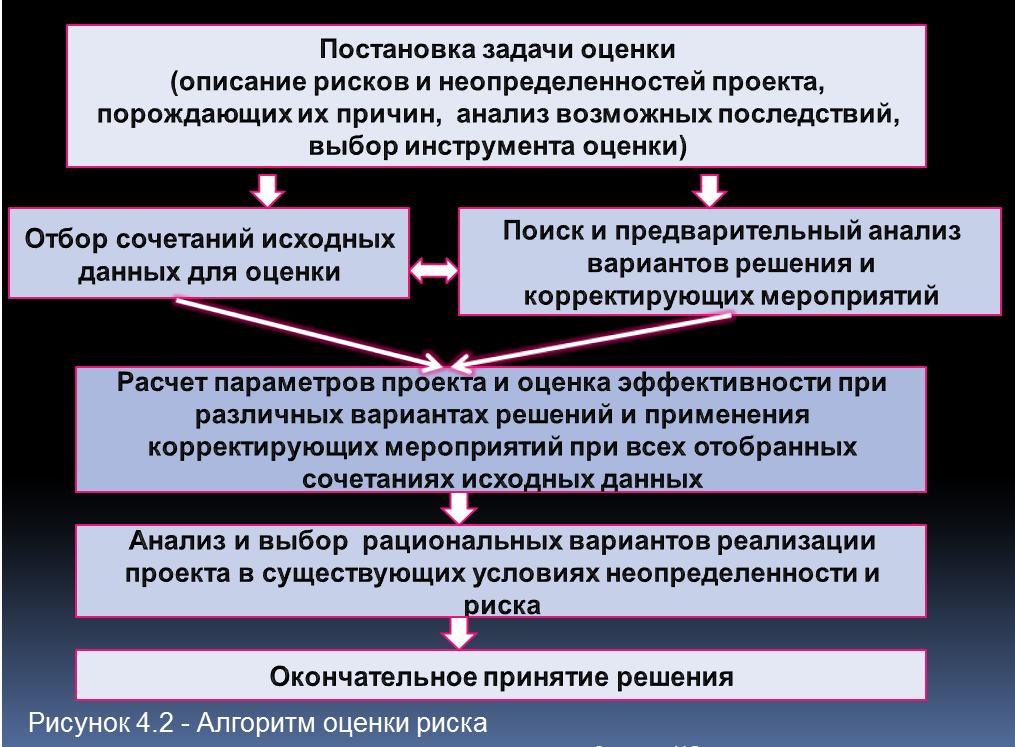 Постановка задачи оценки
(описание рисков и неопределенностей проекта,
порождающих их причин, анализ возможных последствий,
выбор инструмента оценки)
Отбор сочетаний исходных
данных для оценки
Поиск и предварительный анализ
вариантов решения и
корректирующих мероприятий
Расчет параметров проекта и оценка эффективности при
различных вариантах решений и применения
корректирующих мероприятий при всех отобранных
сочетаниях исходных данных
Анализ и выбор рациональных вариантов реализации
проекта в существующих условиях неопределенности и
риска
Окончательное принятие решения
Рисунок 4.2 - Алгоритм оценки риска